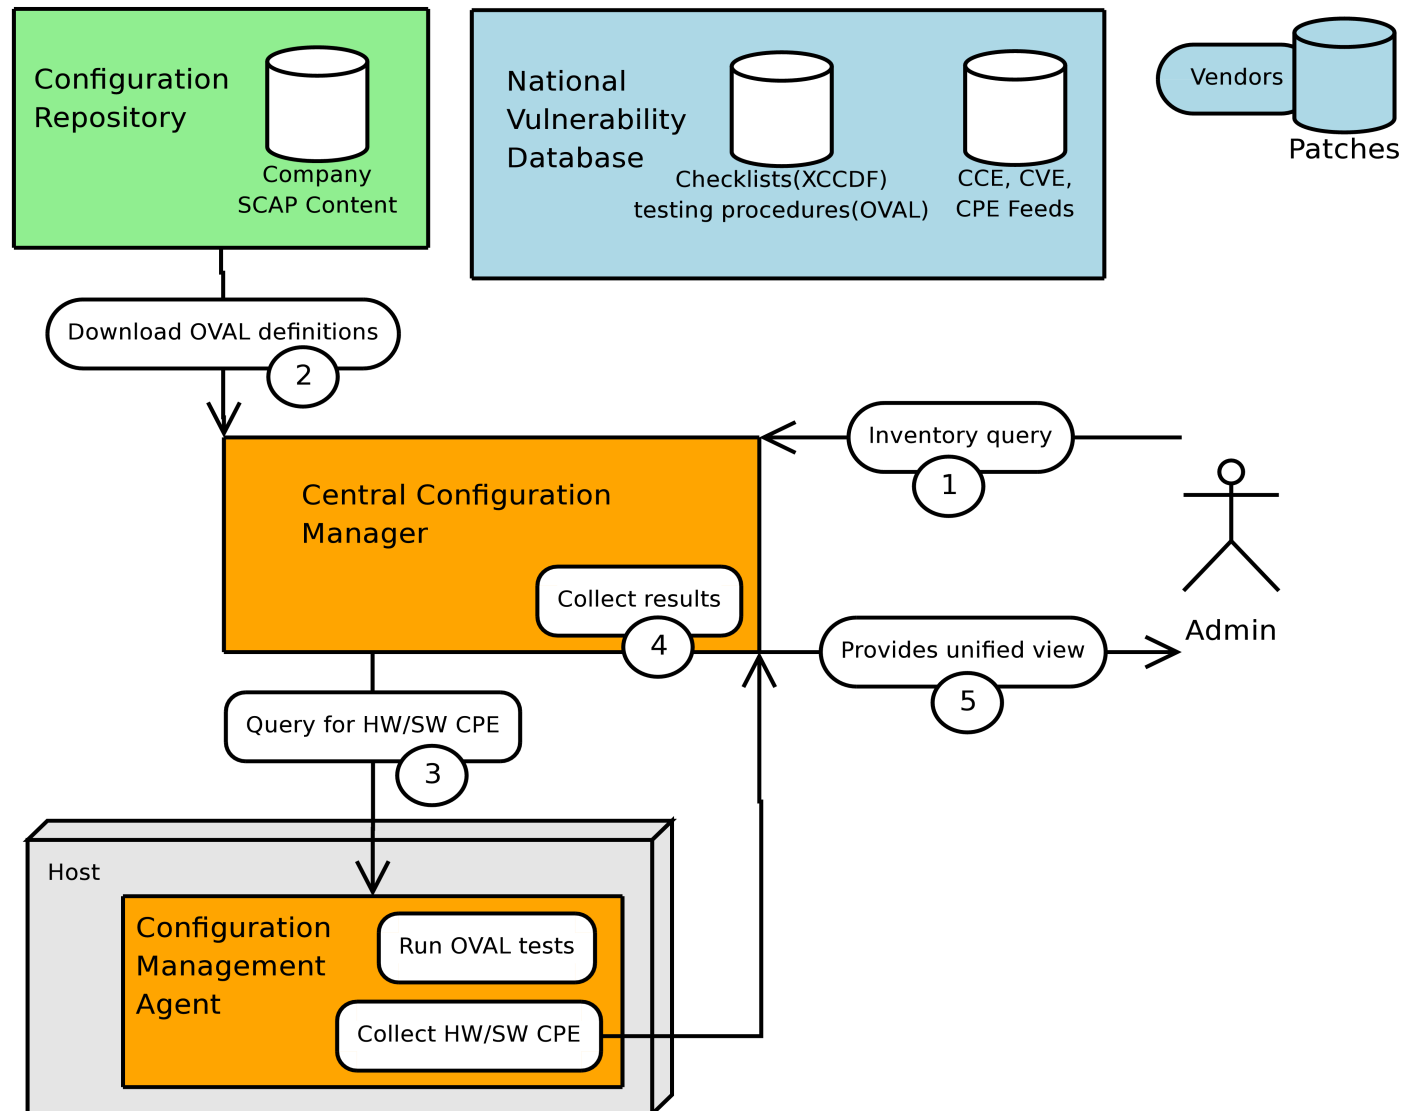 Configuration
Repository
Company
SCAP Content
National
Vulnerability
Database
Checklists(XCCDF)
testing procedures(OVAL)
CCE, CVE,
CPE Feeds
Vendors
Patches
Download OVAL definitions
2
Inventory query
1
Central Configuration
Manager
Collect results
4
Provides unified view
5
Admin
Query for HW/SW CPE
3
Host
Configuration
Management
Agent
Run OVAL tests
Collect HW/SW CPE